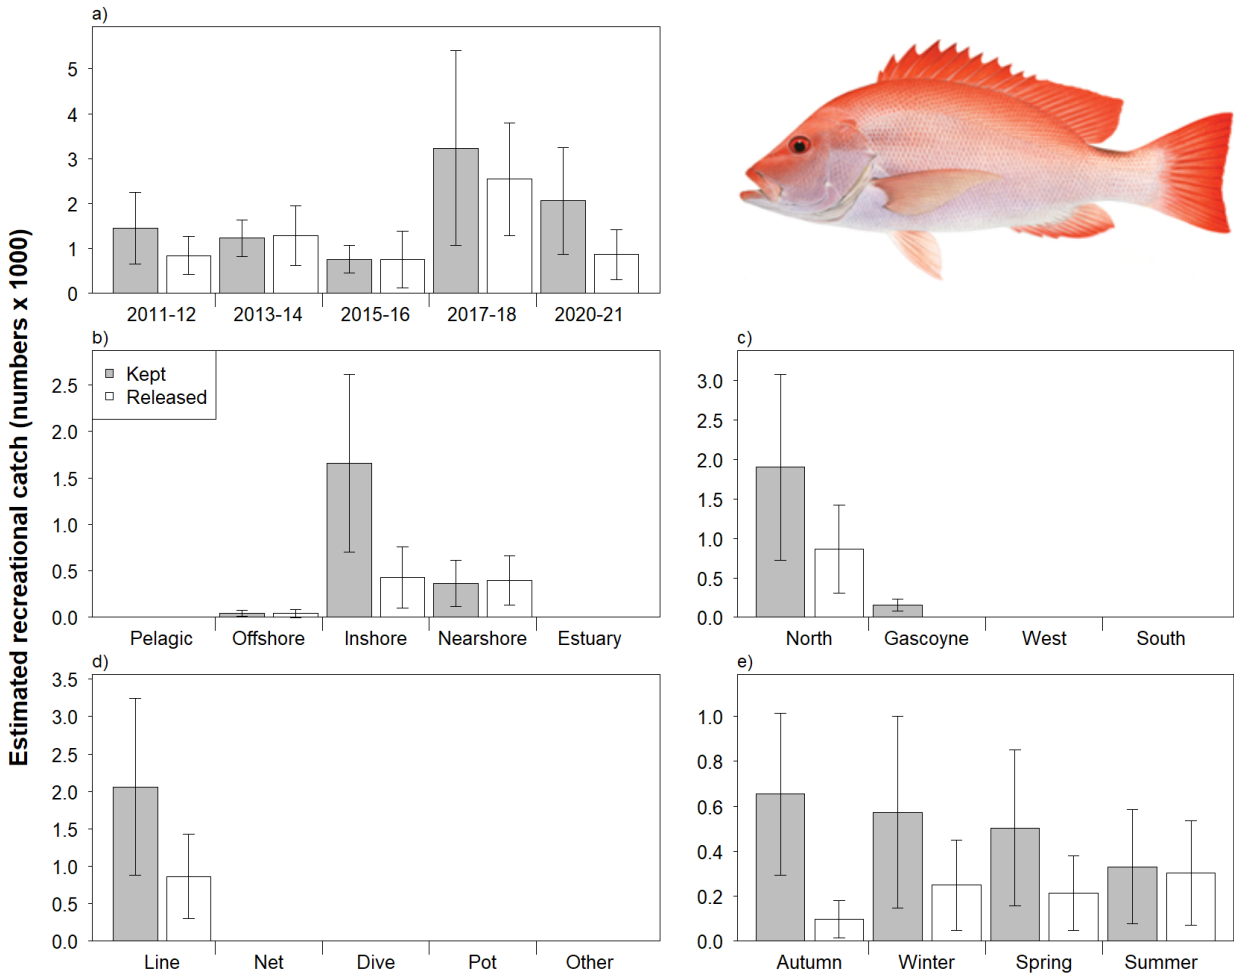 a)
Estimated recreational catch (numbers x 1000)
5
4
3
2
1
0
2011-12 2013-14 2015-16 2017-18 2020-21
b)
Kept
Released
2.5
2.0
1.5
1.0
0.5
0.0
Pelagic Offshore Inshore Nearshore Estuary
c)
3.0
2.5
2.0
1.5
1.0
0.5
0.0
North Gascoyne West South
d)
3.5
3.0
2.5
2.0
1.5
1.0
0.5
0.0
Line Net Dive Pot Other
e)
1.0
0.8
0.6
0.4
0.2
0.0
Autumn Winter Spring Summer